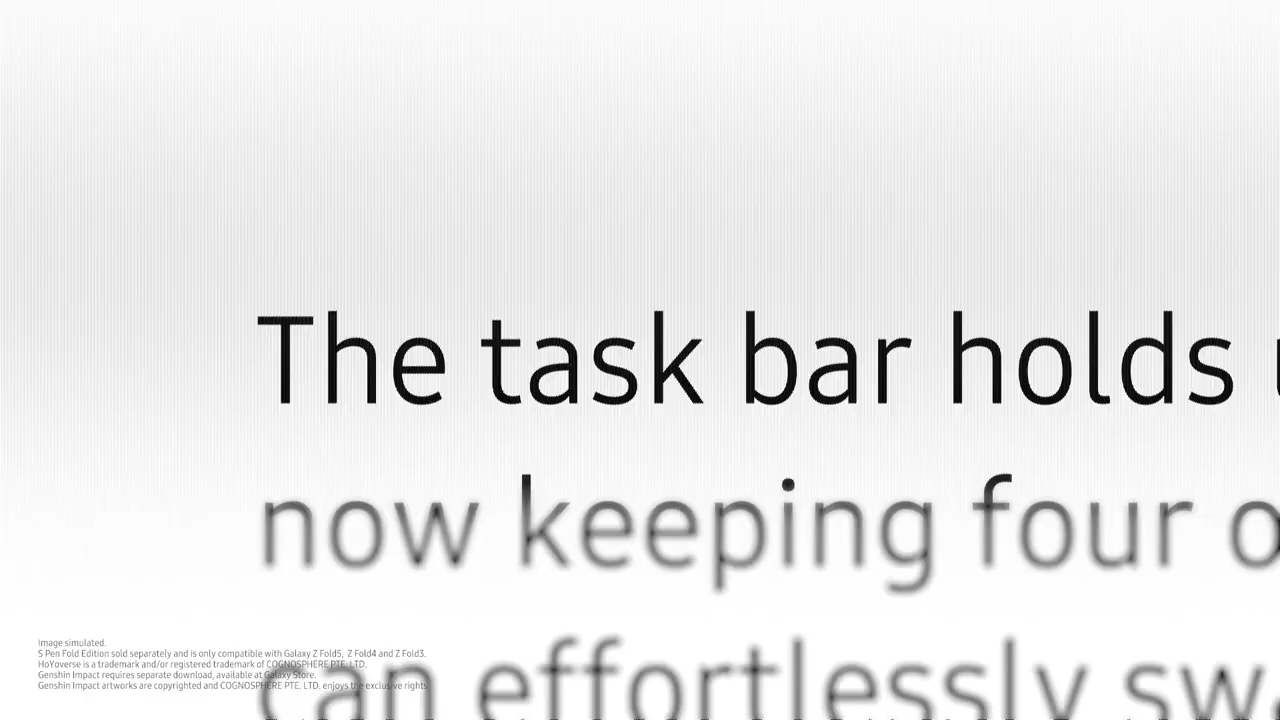 The task bar holds
now keeping four
can effortlessly
Image simulated.
S Pen Fold Edition sold separately and is only compatible with Galaxy Z Fold5, Z Fold4 and Z Fold3.
HoYoverse is a trademark and/or registered trademark of COGNOSPHERE PTE. LTD.
Genshin Impact requires separate download, available at Galaxy Store.
Genshin Impact artworks are copyrighted and COGNOSPHERE PTE. LTD. enjoys the exclusive rights